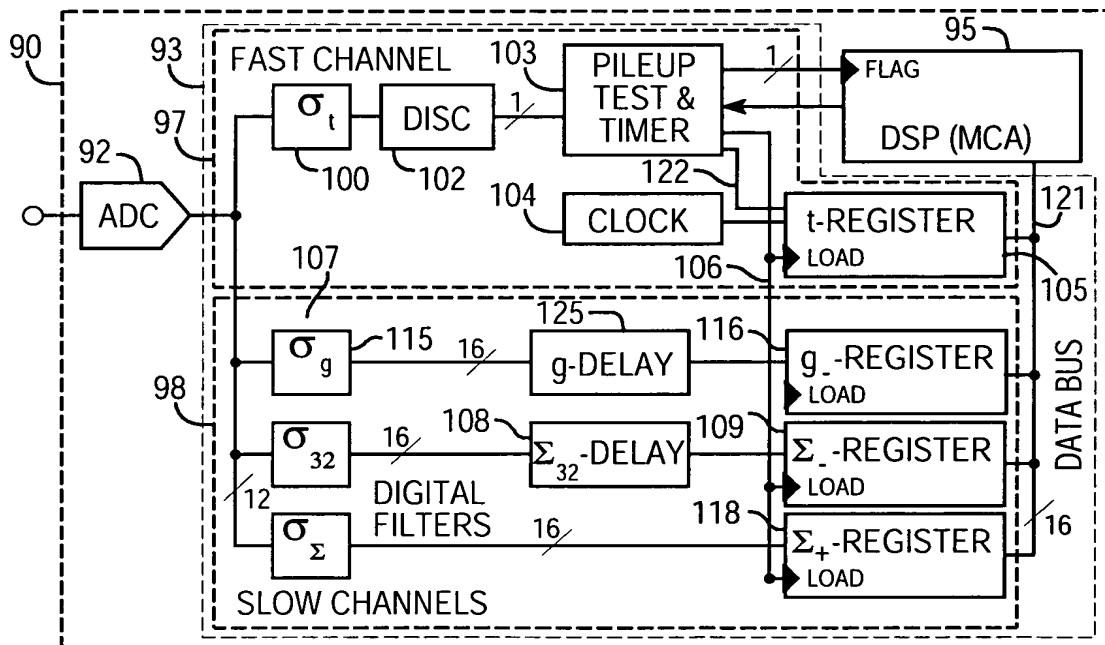 90
93
FAST CHANNEL
97
92
ADC
σt
100
DISC
102
1
103
PILEUP
TEST &
TIMER
1
95
FLAG
DSP (MCA)
122
104
CLOCK
106
t-REGISTER
LOAD
105
121
107
98
σg
115
16
125
g-DELAY
116
g_-REGISTER
LOAD
σ32
16
108
Σ32-DELAY
109
Σ_-REGISTER
LOAD
12
DIGITAL
FILTERS
σΣ
16
118
Σ+-REGISTER
LOAD
16
DATA BUS
SLOW CHANNELS